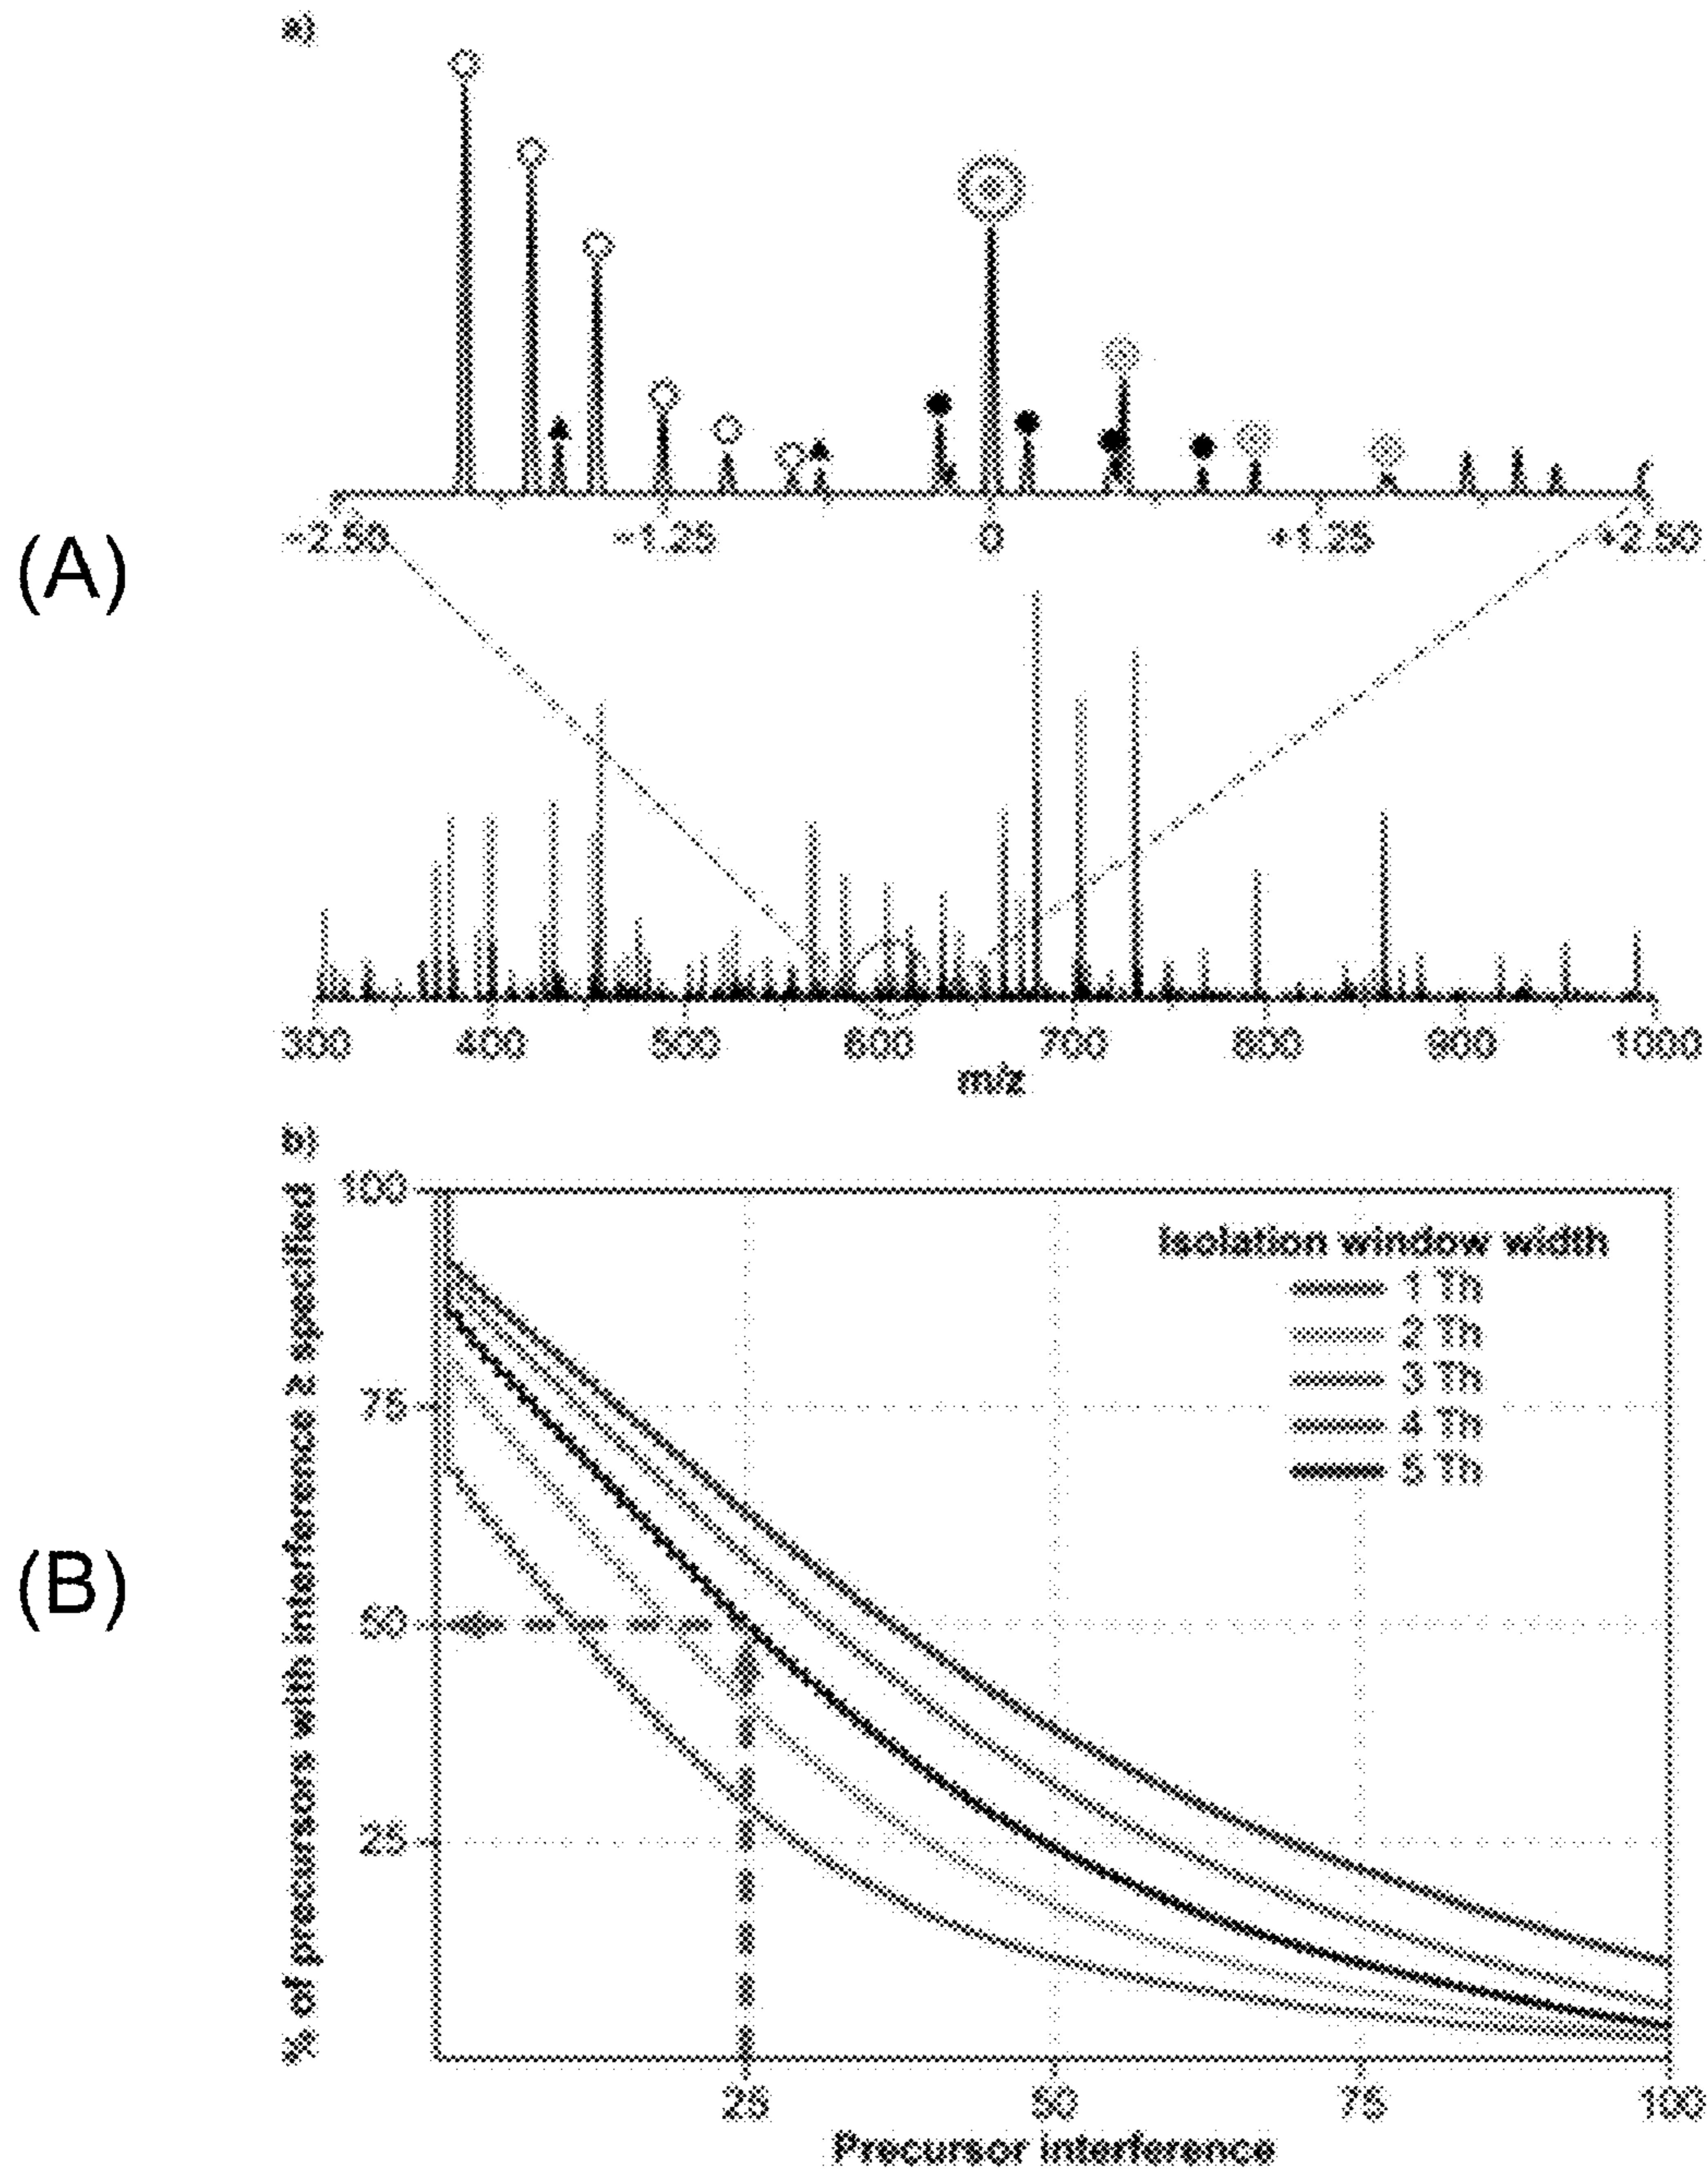 a)
(A)
-2.50 -1.25 0 +1.25 +2.50
300 400 500 600 700 800 900 1000
m/z
b)
(B)
% of precursors with interference ≥ specified
100
75
50
25
Isolation window width
1 Th
2 Th
3 Th
4 Th
5 Th
25 50 75 100
Precursor interference